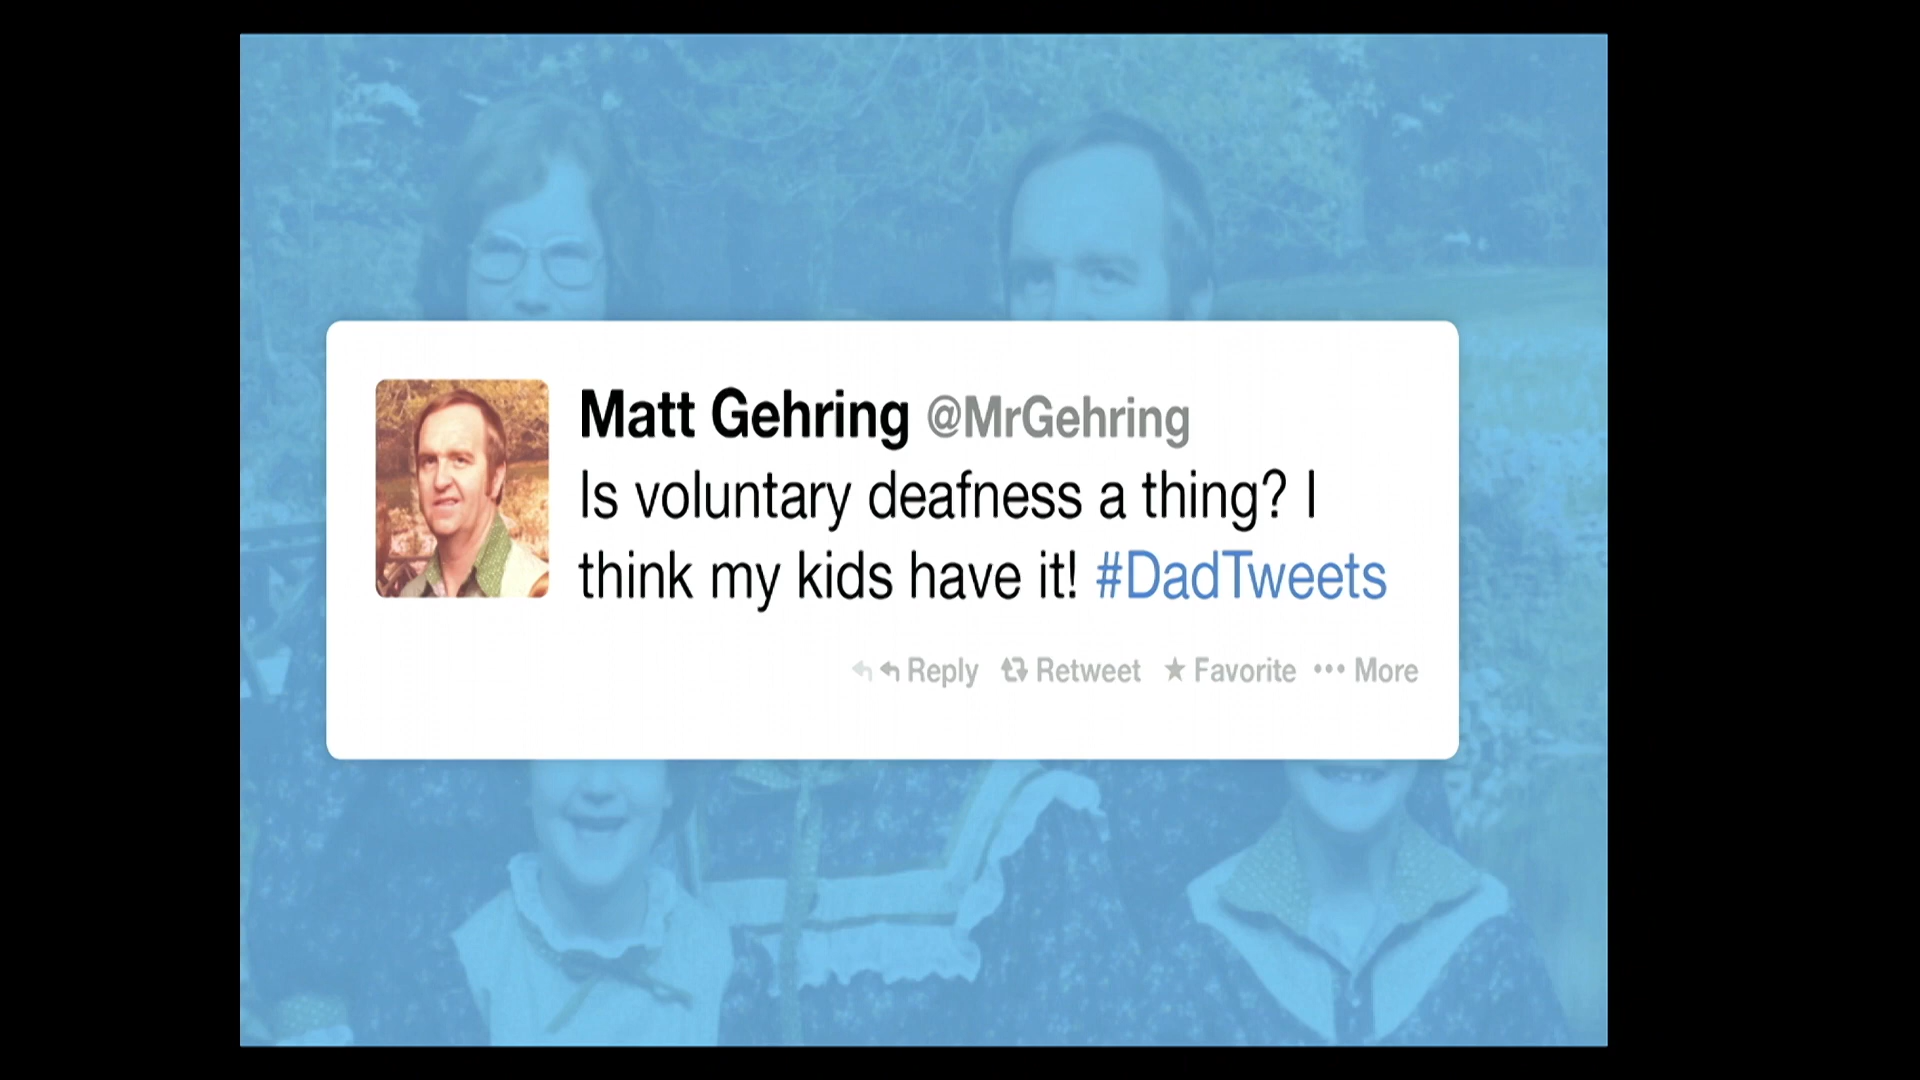 Matt Gehring @MrGehring
Is voluntary deafness a thing? I
think my kids have it! #DadTweets
Reply Retweet Favorite ••• More